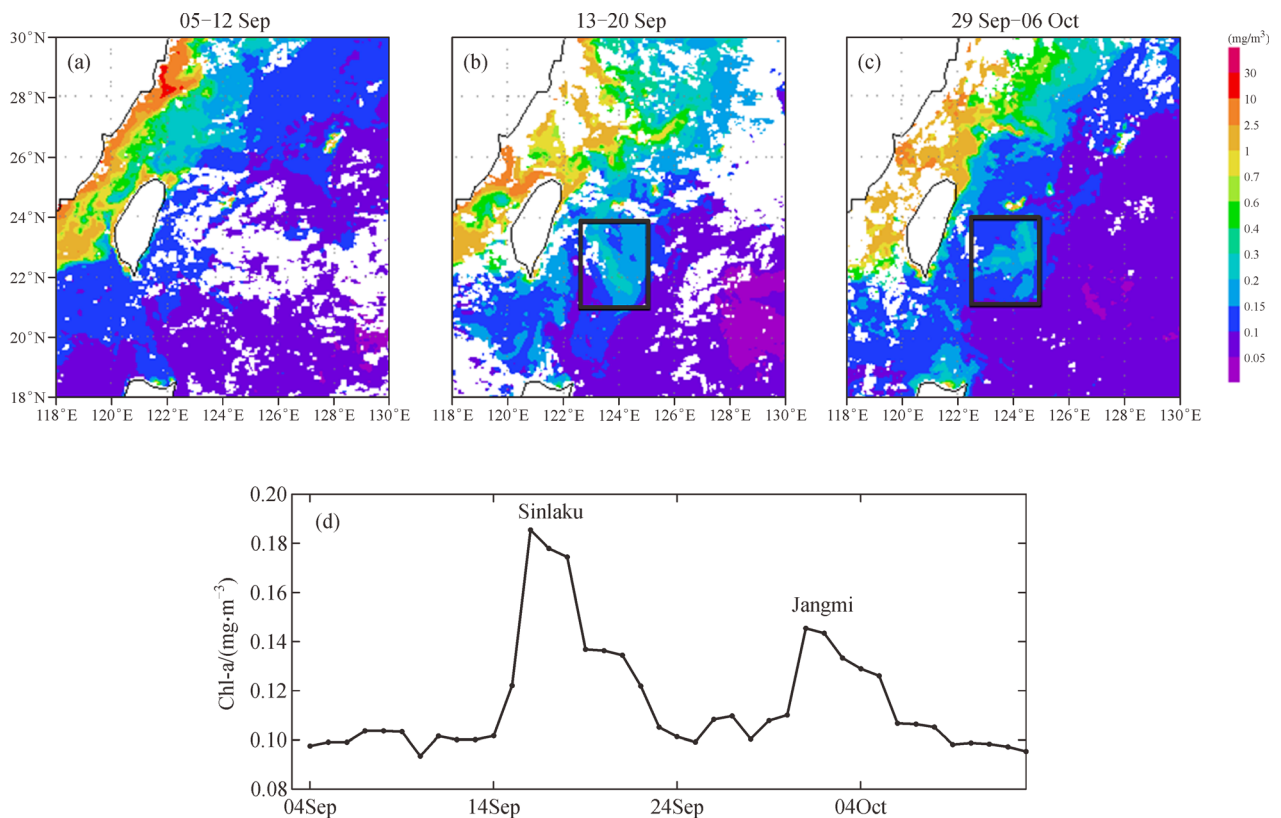 05−12 Sep
13−20 Sep
29 Sep−06 Oct
(a)
(b)
(c)
(mg/m³)
30
10
2.5
1
0.7
0.4
0.3
0.15
0.1
0.05
30°N
28°N
26°N
24°N
22°N
20°N
18°N
118°E 120°E 122°E 124°E 126°E 128°E 130°E
118°E 120°E 122°E 124°E 126°E 128°E 130°E
118°E 120°E 122°E 124°E 126°E 128°E 130°E
(d)
Sinlaku
Jangmi
Chl-a/(mg·m⁻³)
0.20
0.18
0.16
0.14
0.12
0.10
0.08
04Sep 14Sep 24Sep 04Oct